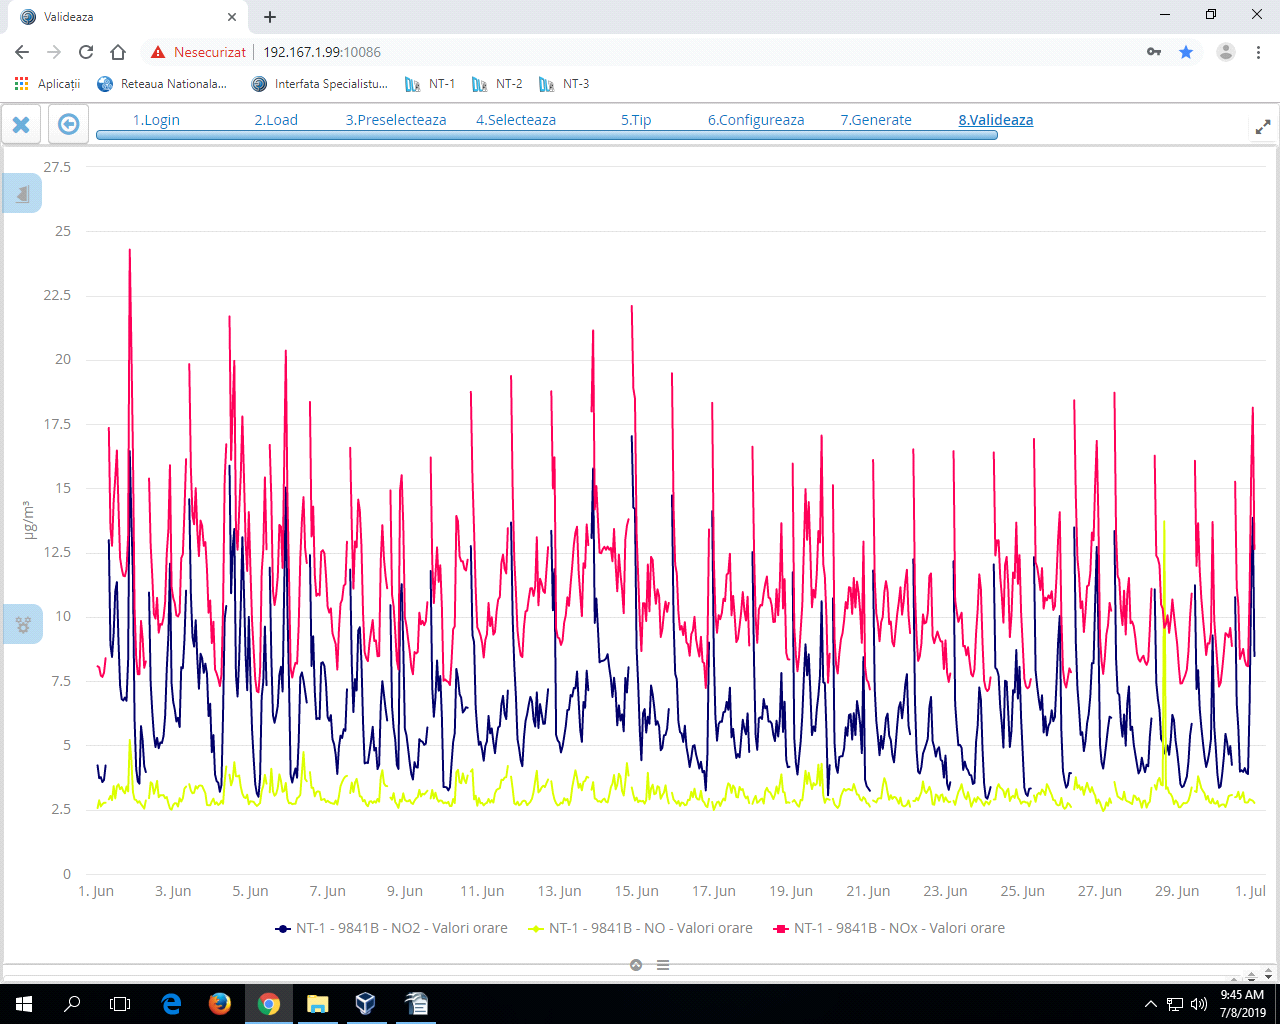 Valideaza
Nesecurizat 192.167.1.99:10086
Aplicații Reteaua Nationala... Interfata Specialistu... NT-1 NT-2 NT-3
1.Login 2.Load 3.Preselecteaza 4.Selecteaza 5.Tip 6.Configureaza 7.Generate 8.Valideaza
27.5
25
22.5
20
17.5
15
12.5
10
7.5
5
2.5
0
µg/m³
1. Jun 3. Jun 5. Jun 7. Jun 9. Jun 11. Jun 13. Jun 15. Jun 17. Jun 19. Jun 21. Jun 23. Jun 25. Jun 27. Jun 29. Jun 1. Jul
NT-1 - 9841B - NO2 - Valori orare NT-1 - 9841B - NO - Valori orare NT-1 - 9841B - NOx - Valori orare
9:45 AM
7/8/2019